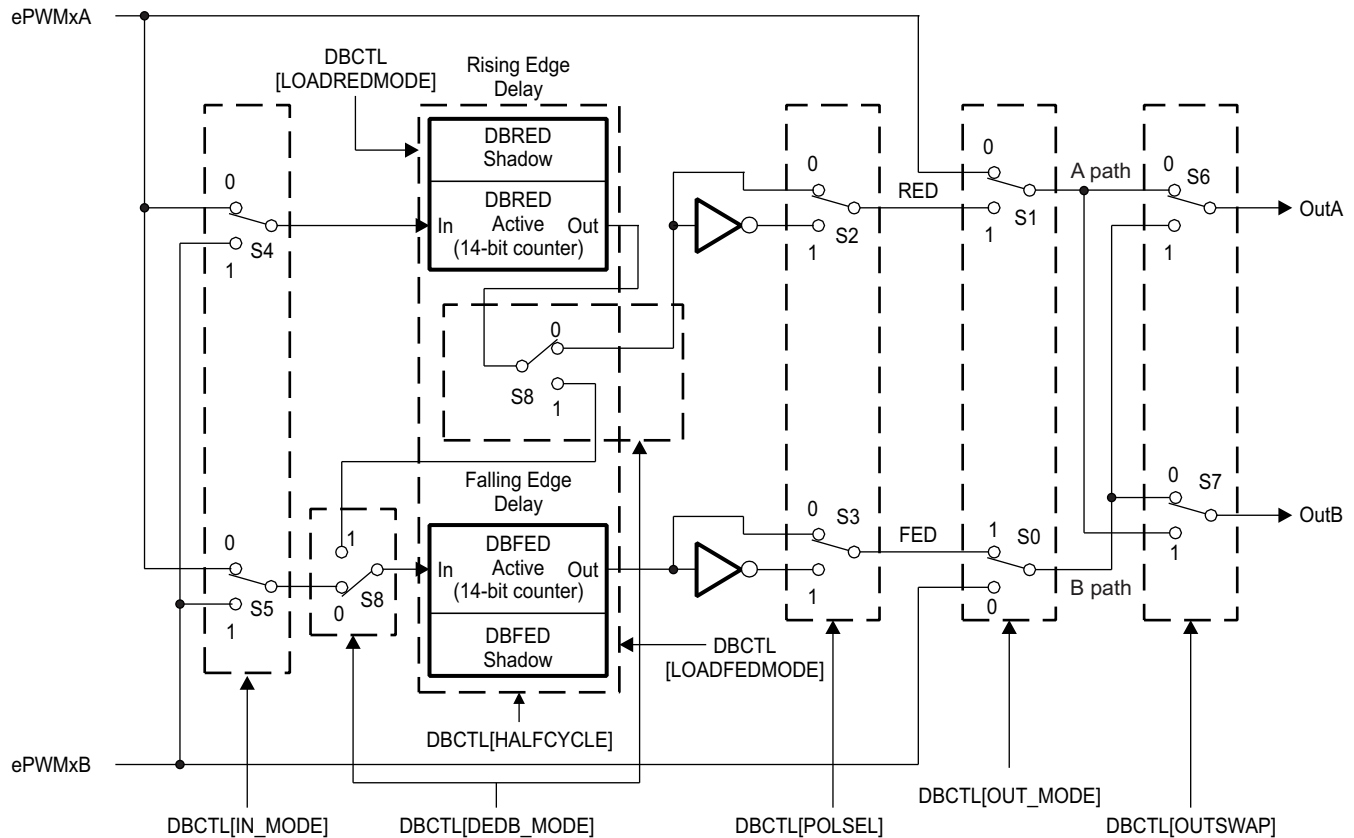 ePWMxA
DBCTL
[LOADREDMODE]
Rising Edge
Delay
DBRED
Shadow
DBRED
In Active Out
(14-bit counter)
0
S4
1
0
S2
1
RED
0
S1
1
A path
0
S6
1
OutA
0
S8
1
Falling Edge
Delay
DBFED
In Active Out
(14-bit counter)
DBFED
Shadow
0
S5
1
1
S8
0
0
S3
1
FED
1
S0
0
B path
0
S7
1
OutB
DBCTL
[LOADFEDMODE]
DBCTL[HALFCYCLE]
ePWMxB
DBCTL[IN_MODE]
DBCTL[DEDB_MODE]
DBCTL[POLSEL]
DBCTL[OUT_MODE]
DBCTL[OUTSWAP]